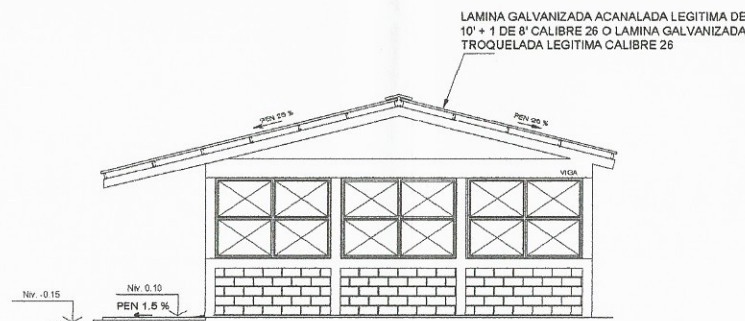 LAMINA GALVANIZADA ACANALADA LEGITIMA DE
10' + 1 DE 8' CALIBRE 26 O LAMINA GALVANIZADA
TROQUELADA LEGITIMA CALIBRE 26
PEN 25 %
PEN 25 %
VIGA
Niv. -0.15
Niv. 0.10
PEN 1.5 %